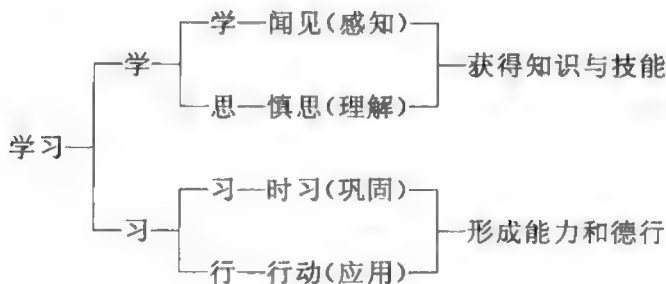 学—闻见(感知)
学
获得知识与技能
思—慎思(理解)
学习
习—时习(巩固)
习
形成能力和德行
行—行动(应用)